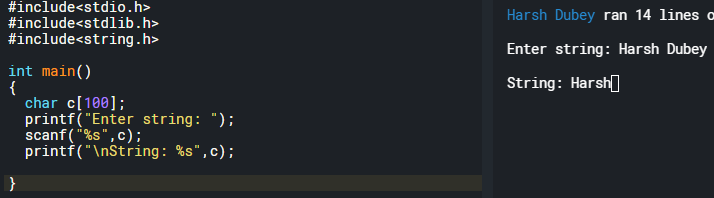 #include<stdio.h>
#include<stdlib.h>
#include<string.h>
int main()
{
char c[100];
printf("Enter string: ");
scanf("%s",c);
printf("\nString: %s",c);
}
Harsh Dubey ran 14 lines o
Enter string: Harsh Dubey
String: Harsh